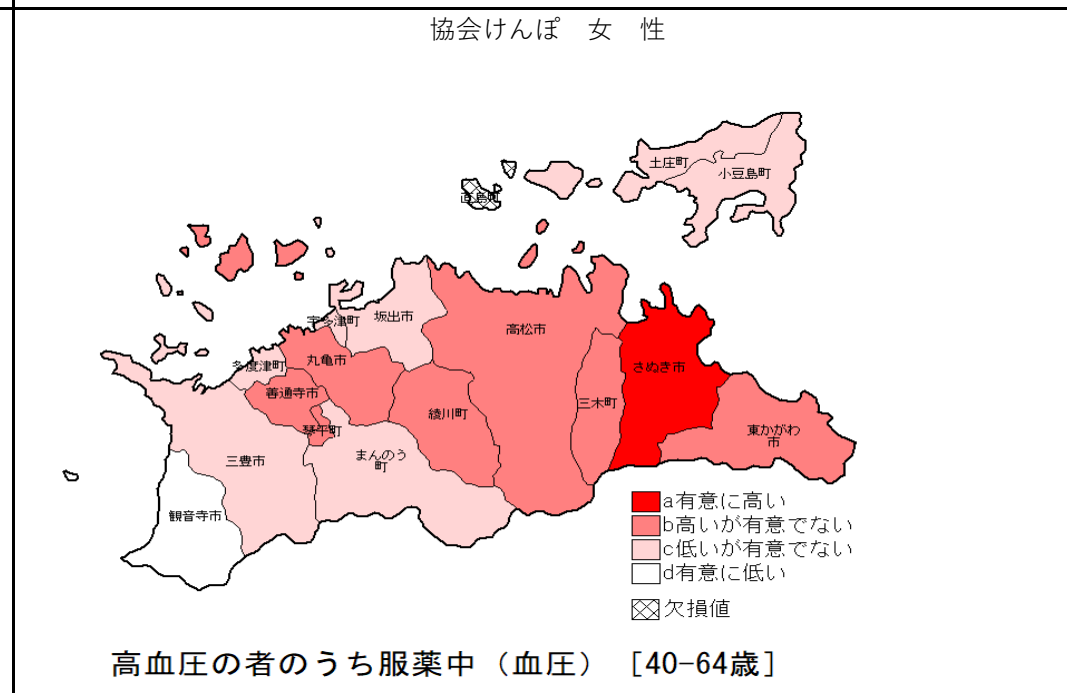 協会けんぽ 女 性
土庄町
小豆島町
直島町
宇多津町
坂出市
高松市
多度津町
丸亀市
さぬき市
善通寺市
綾川町
三木町
琴平町
東かがわ
市
三豊市
まんのう
町
観音寺市
a有意に高い
b高いが有意でない
c低いが有意でない
d有意に低い
欠損値
高血圧の者のうち服薬中（血圧）［40-64歳］